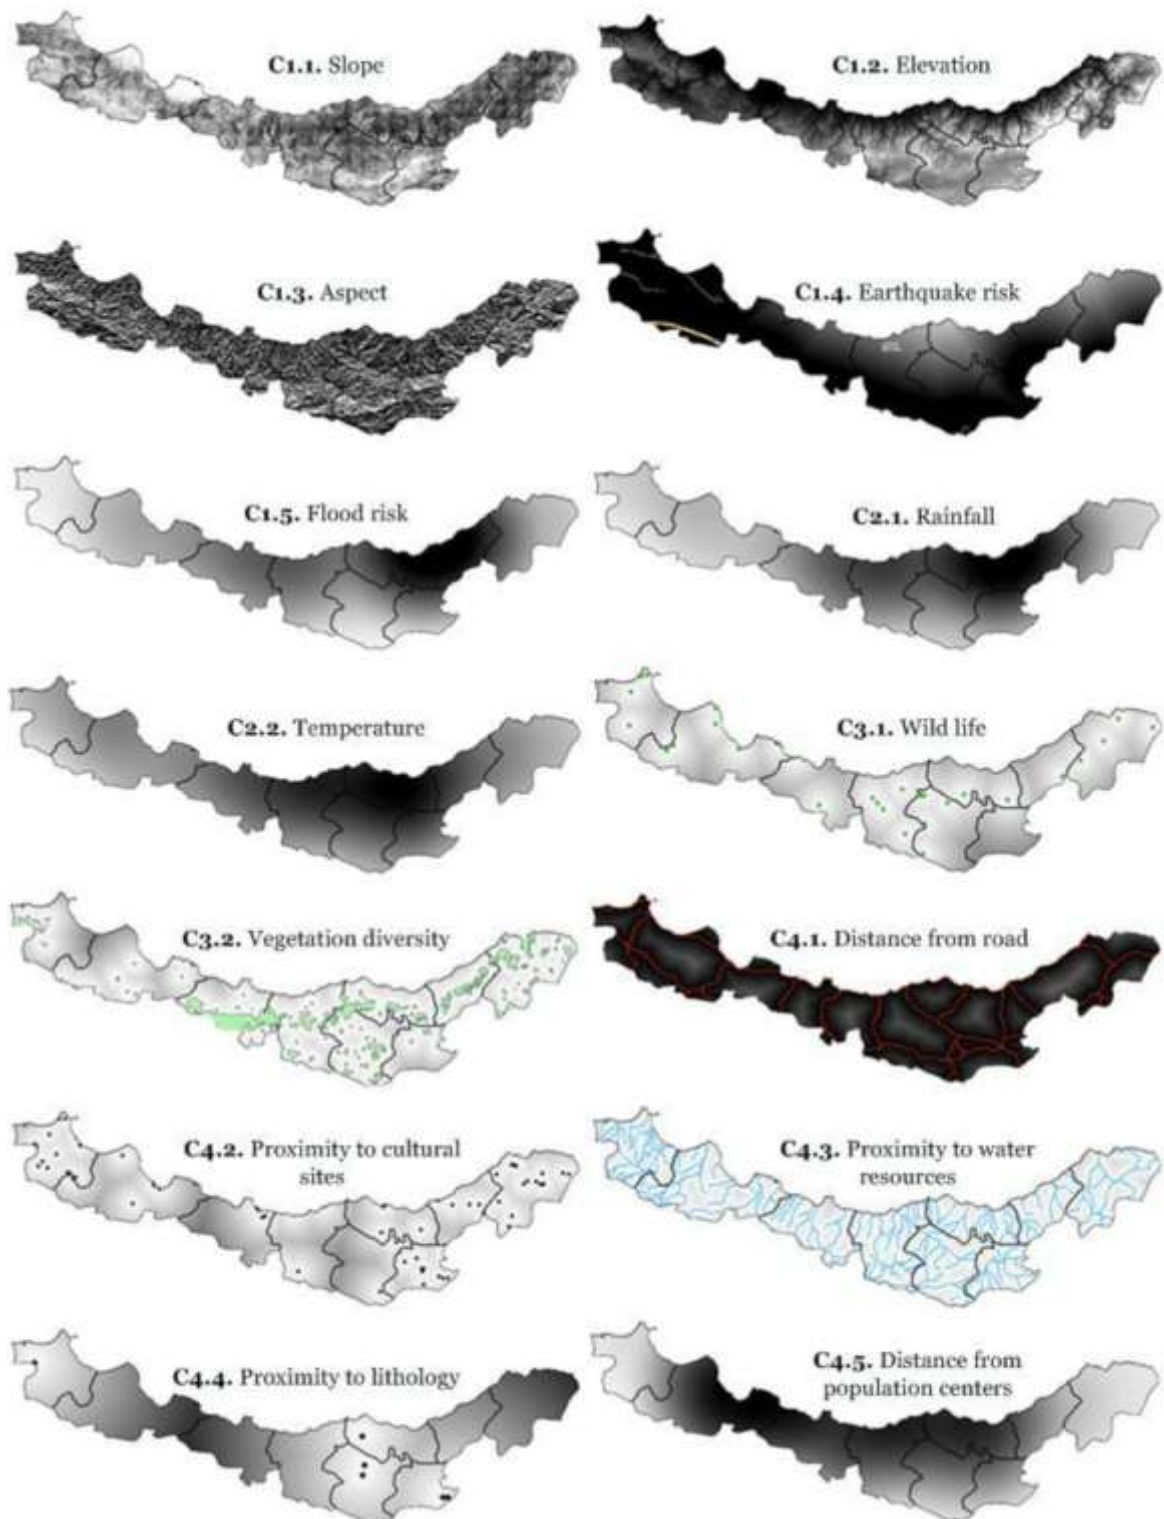 C1.1. Slope
C1.2. Elevation
C1.3. Aspect
C1.4. Earthquake risk
C1.5. Flood risk
C2.1. Rainfall
C2.2. Temperature
C3.1. Wild life
C3.2. Vegetation diversity
C4.1. Distance from road
C4.2. Proximity to cultural
sites
C4.3. Proximity to water
resources
C4.4. Proximity to lithology
C4.5. Distance from
population centers